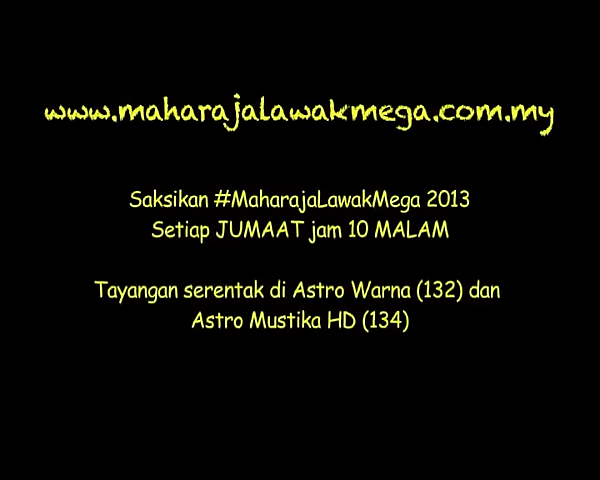 www.maharajalawakmega.com.my
Saksikan #MaharajaLawakMega 2013
Setiap JUMAAT jam 10 MALAM
Tayangan serentak di Astro Warna (132) dan
Astro Mustika HD (134)